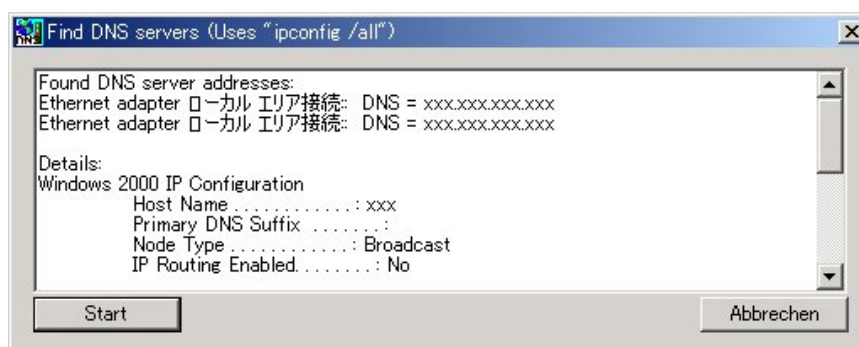 Find DNS servers (Uses "ipconfig /all")
Found DNS server addresses:
Ethernet adapter ローカル エリア接続:: DNS = xxx.xxx.xxx.xxx
Ethernet adapter ローカル エリア接続:: DNS = xxx.xxx.xxx.xxx
Details:
Windows 2000 IP Configuration
Host Name . . . . . . . . . . . . : xxx
Primary DNS Suffix . . . . . . . :
Node Type . . . . . . . . . . . . : Broadcast
IP Routing Enabled. . . . . . . . : No
Start
Abbrechen